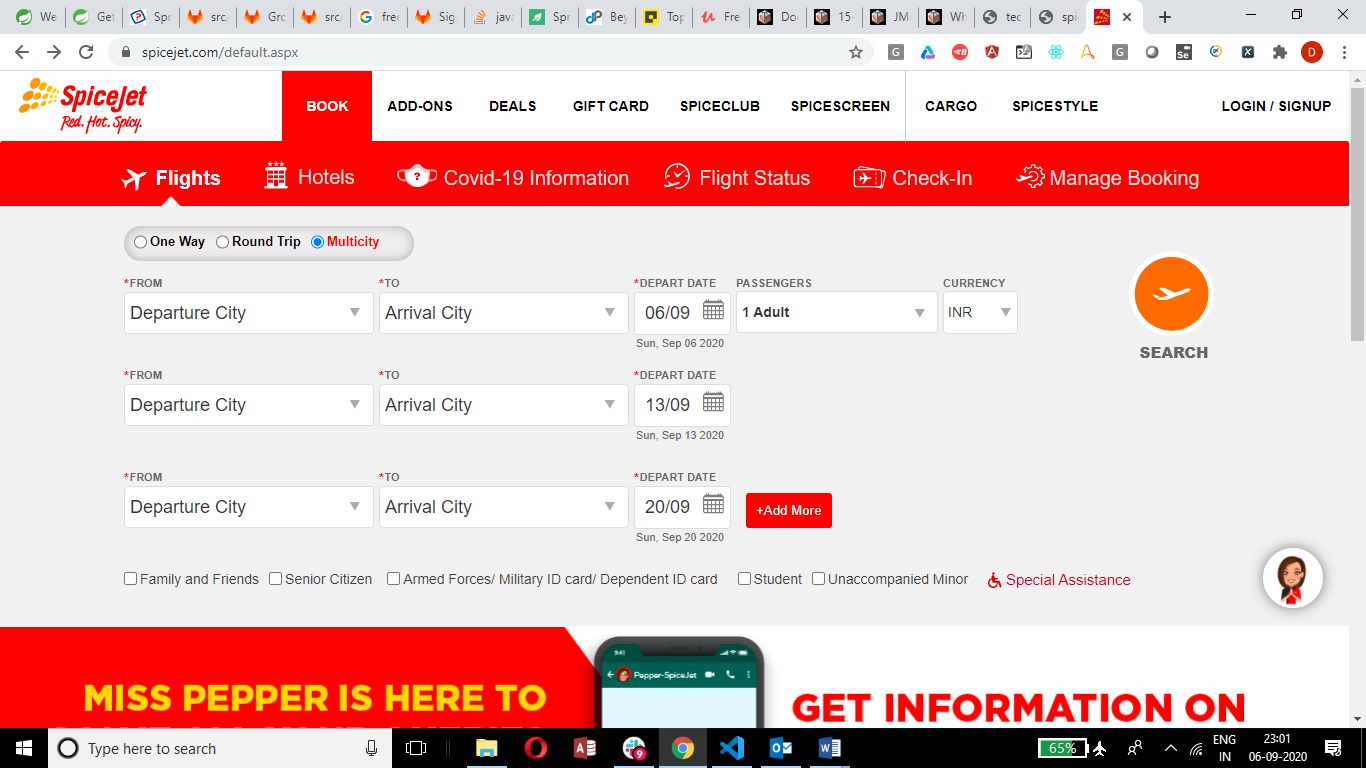 We
Get
Spr
src/
Gro
src/
free
Sig
java
Spr
Bey
Top
Fre
Do
15
JM
Wh
tec
spi
spicejet.com/default.aspx
D
SpiceJet
Red. Hot. Spicy.
BOOK
ADD-ONS
DEALS
GIFT CARD
SPICECLUB
SPICESCREEN
CARGO
SPICESTYLE
LOGIN / SIGNUP
Flights
Hotels
Covid-19 Information
Flight Status
Check-In
Manage Booking
One Way Round Trip Multicity
*FROM *TO *DEPART DATE PASSENGERS CURRENCY
Departure City Arrival City 06/09 1 Adult INR
Sun, Sep 06 2020
SEARCH
*FROM *TO *DEPART DATE
Departure City Arrival City 13/09
Sun, Sep 13 2020
*FROM *TO *DEPART DATE
Departure City Arrival City 20/09 +Add More
Sun, Sep 20 2020
Family and Friends Senior Citizen Armed Forces/ Military ID card/ Dependent ID card Student Unaccompanied Minor Special Assistance
9:41
Pepper-SpiceJet
MISS PEPPER IS HERE TO
GET INFORMATION ON
Type here to search
9
65%
ENG
IN
23:01
06-09-2020